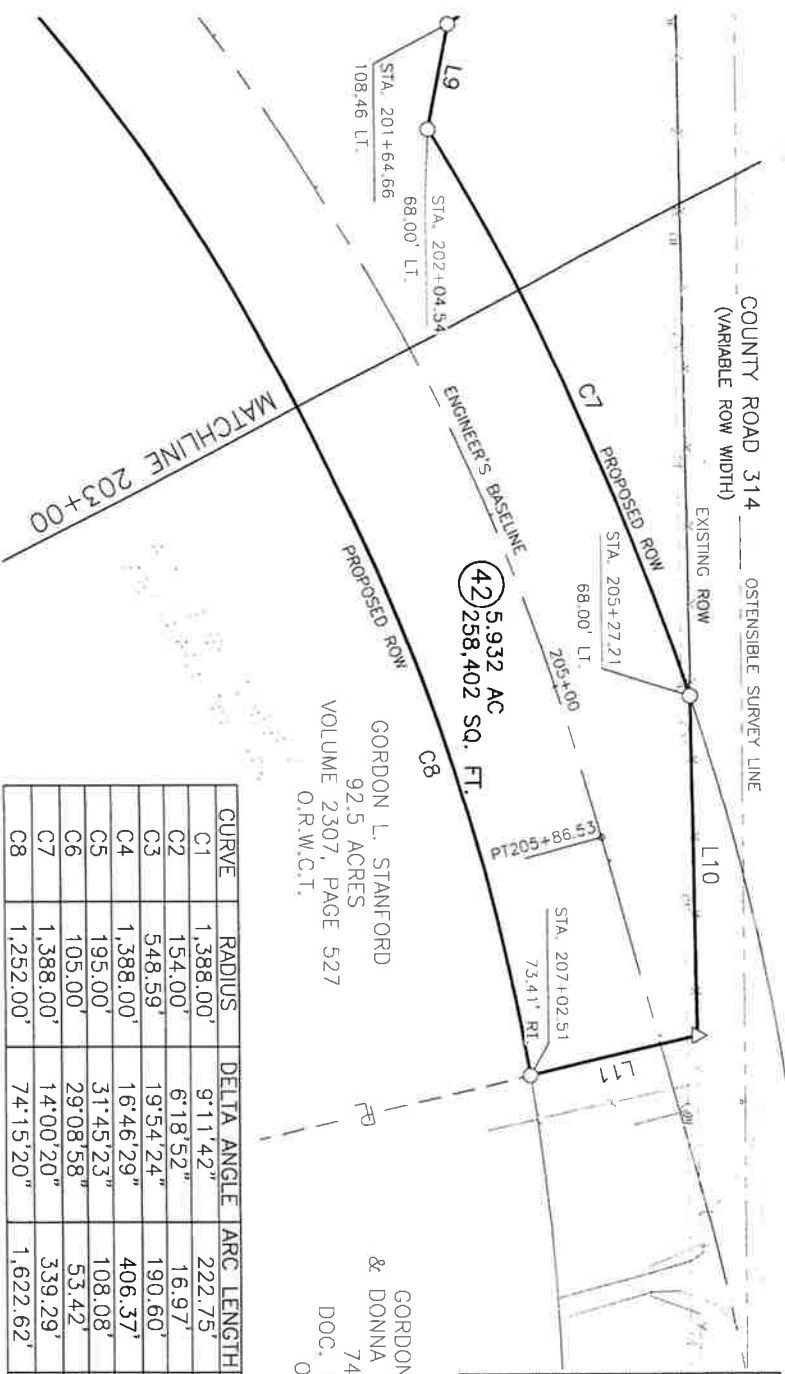 COUNTY ROAD 314
(VARIABLE ROW WIDTH)
OSTENSIBLE SURVEY LINE
EXISTING ROW
L9
STA. 201+64.66
108.46 LT.
STA. 202+04.54
68.00' LT.
C7
PROPOSED ROW
STA. 205+27.21
68.00' LT.
L10
ENGINEER'S BASELINE
205+00
42
5.932 AC
258,402 SQ. FT.
PT205+86.53
STA. 207+02.51
73.41' RT.
L11
MATCHLINE 203+00
PROPOSED ROW
C8
GORDON L. STANFORD
92.5 ACRES
VOLUME 2307, PAGE 527
O.R.W.C.T.
GORDON
& DONNA
74
DOC.
CURVE RADIUS DELTA ANGLE ARC LENGTH
C1 1,388.00' 9°11'42" 222.75'
C2 154.00' 6°18'52" 16.97'
C3 548.59' 19°54'24" 190.60'
C4 1,388.00' 16°46'29" 406.37'
C5 195.00' 31°45'23" 108.08'
C6 105.00' 29°08'58" 53.42'
C7 1,388.00' 14°00'20" 339.29'
C8 1,252.00' 74°15'20" 1,622.62'